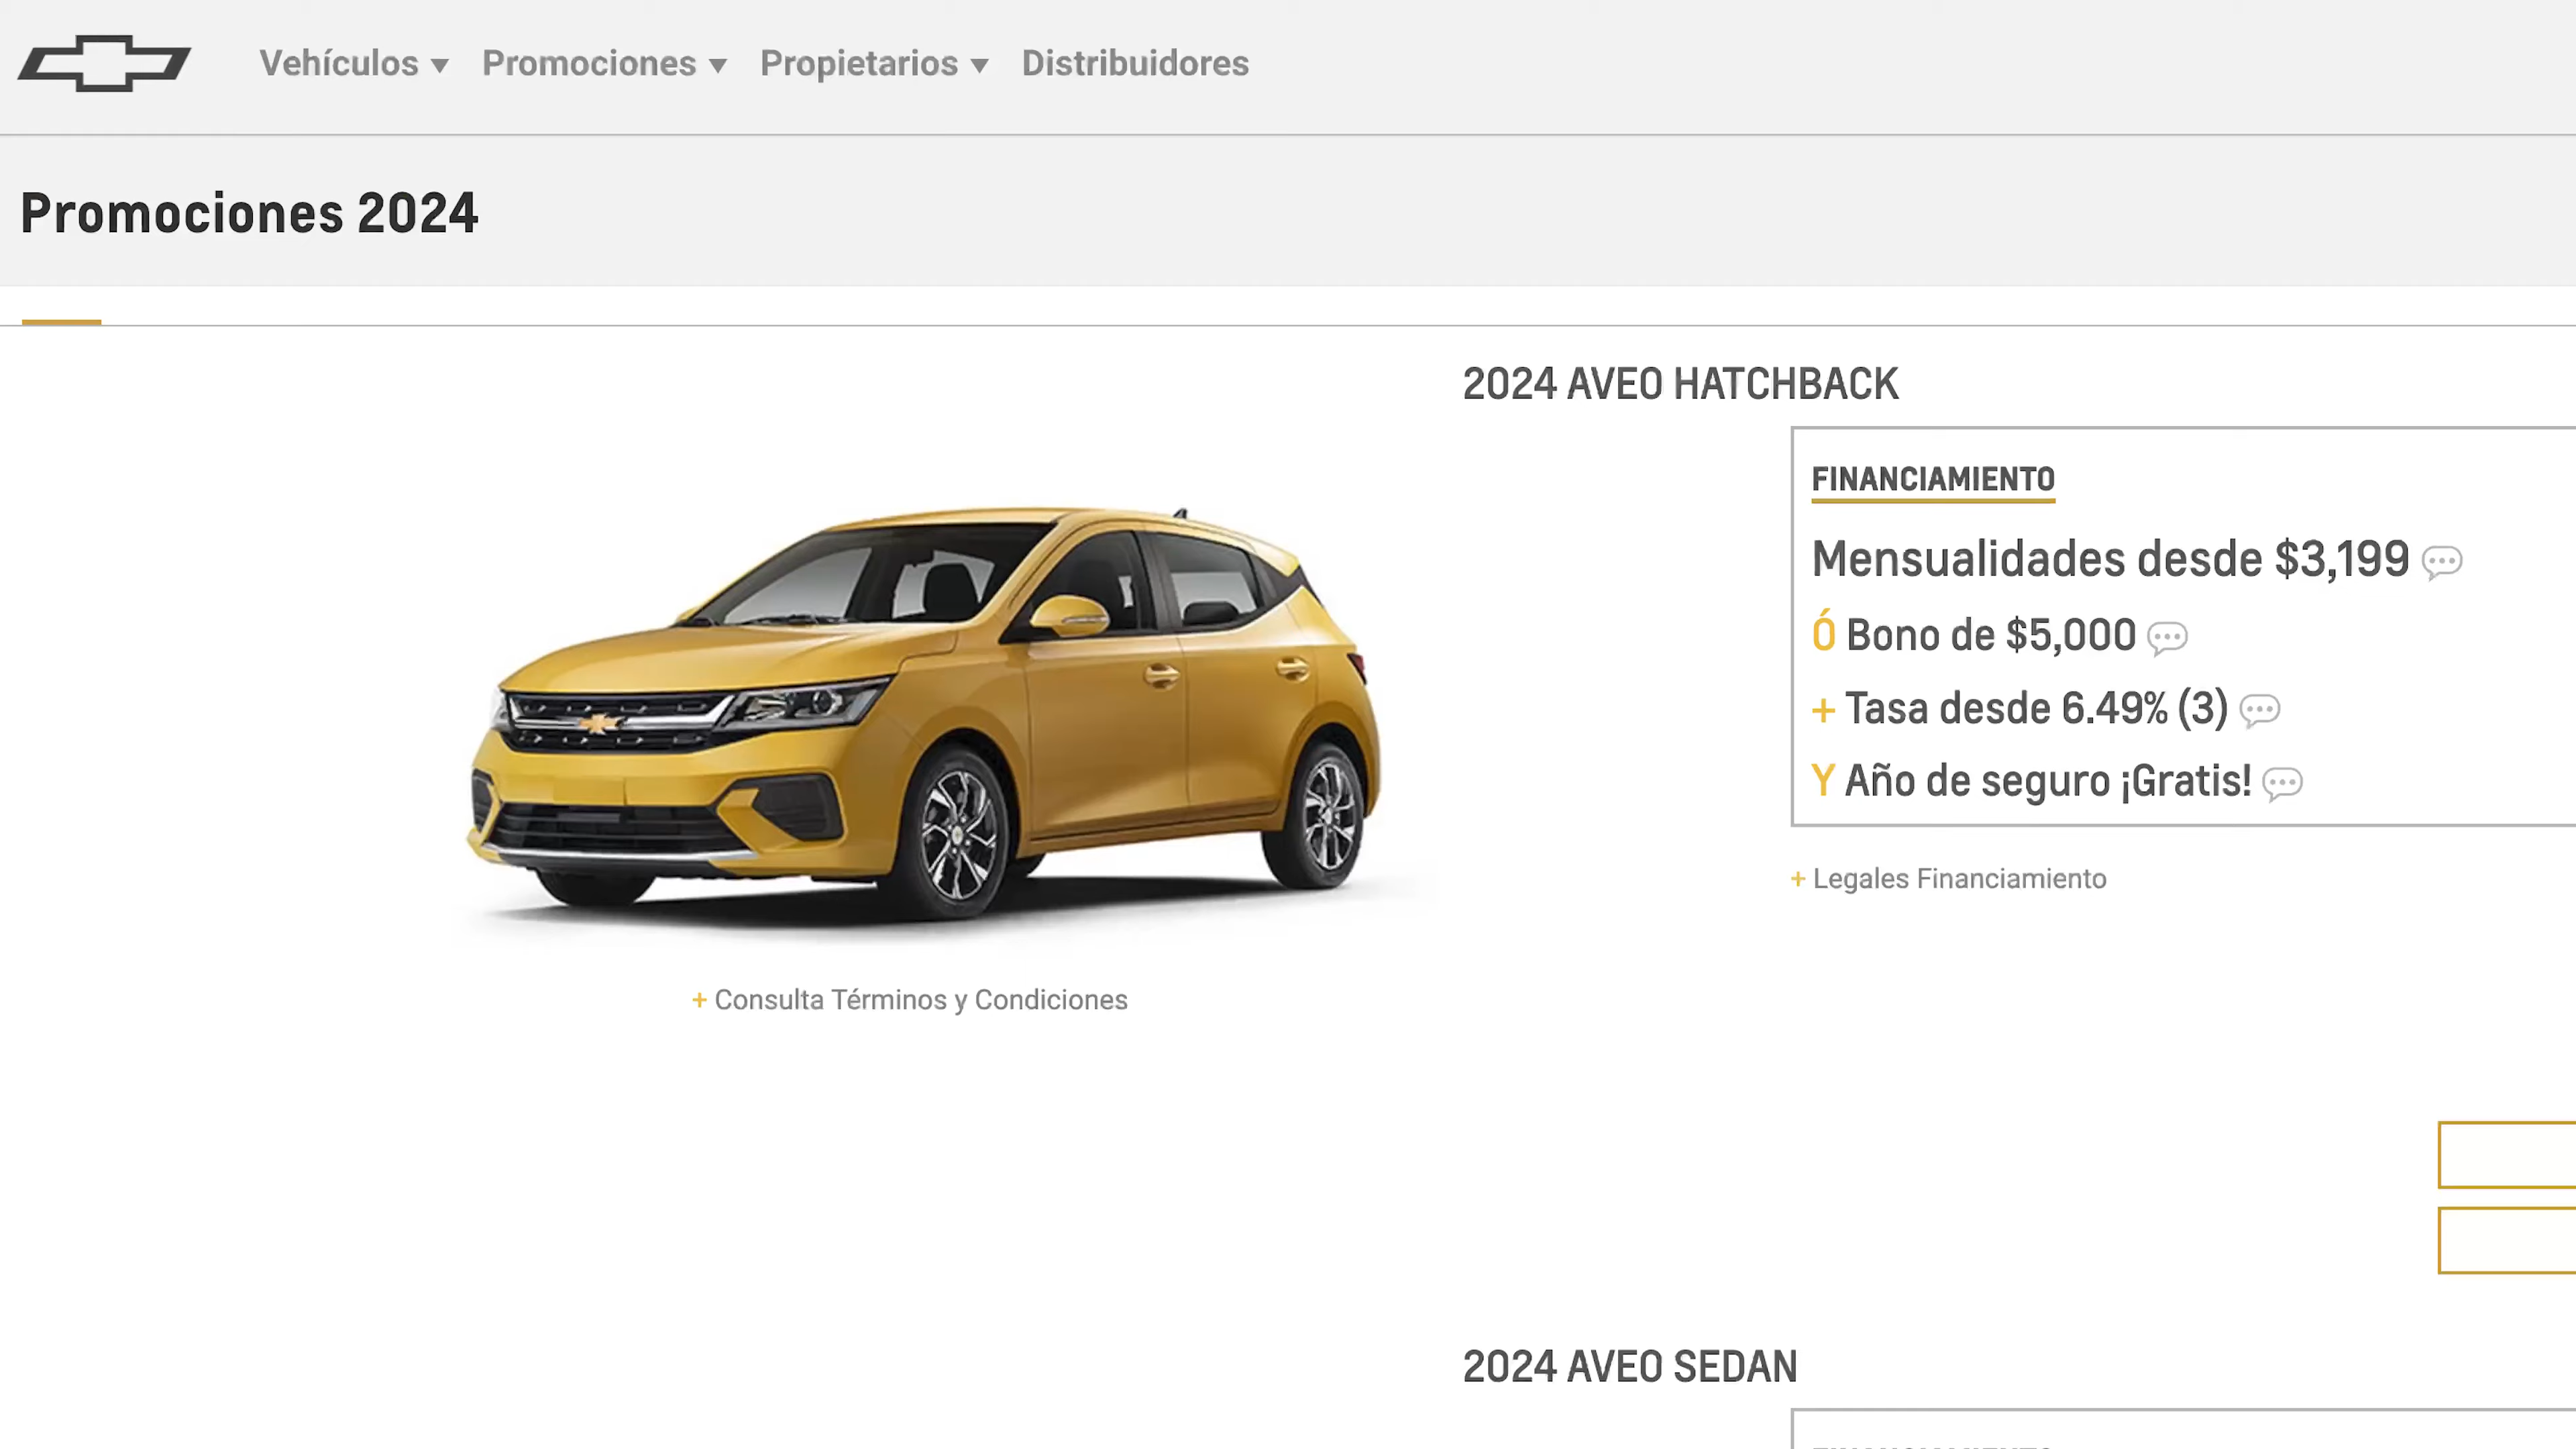 Vehículos ▼ Promociones ▼ Propietarios ▼ Distribuidores
Promociones 2024
2024 AVEO HATCHBACK
FINANCIAMIENTO
Mensualidades desde $3,199
Ó Bono de $5,000
+ Tasa desde 6.49% (3)
Y Año de seguro ¡Gratis!
+ Legales Financiamiento
+ Consulta Términos y Condiciones
2024 AVEO SEDAN